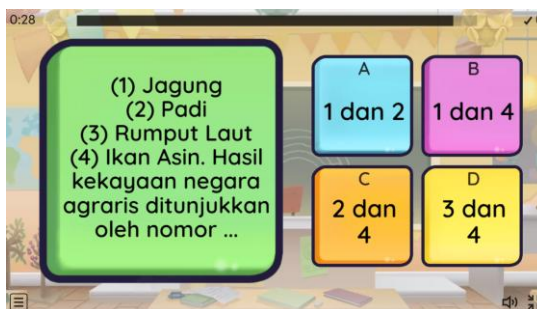 0:28
(1) Jagung
(2) Padi
(3) Rumput Laut
(4) Ikan Asin. Hasil
kekayaan negara
agraris ditunjukkan
oleh nomor ...
A
1 dan 2
B
1 dan 4
C
2 dan
4
D
3 dan
4